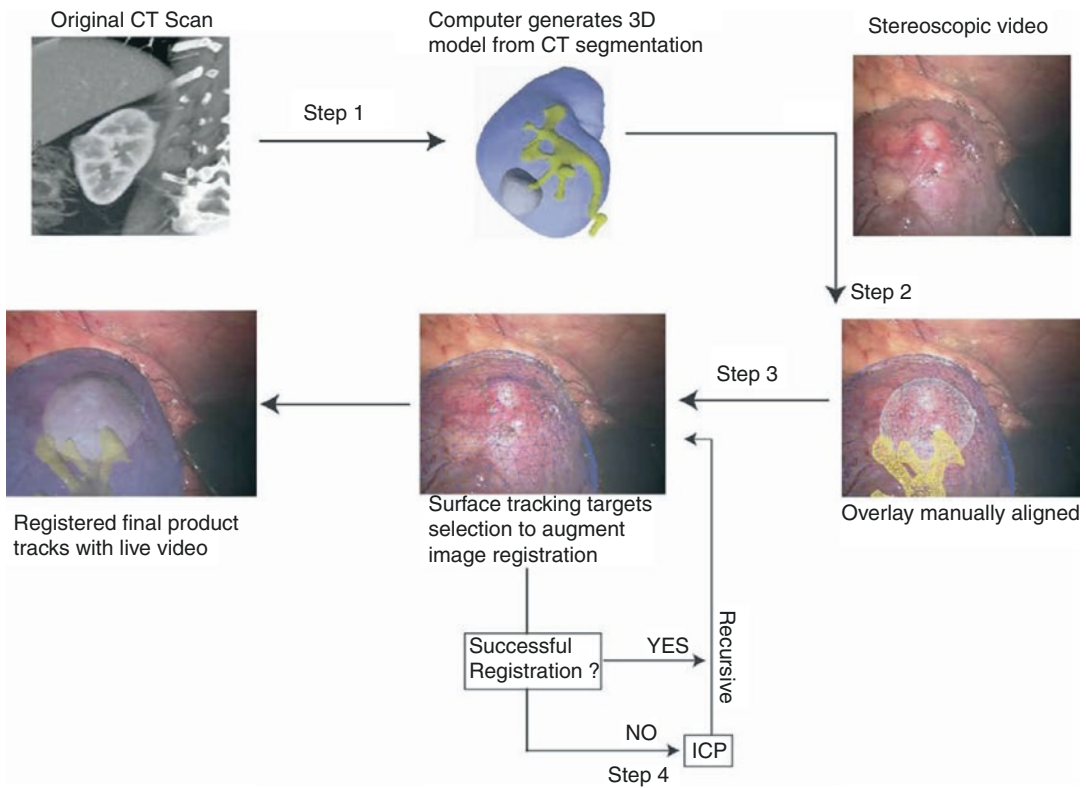 Original CT Scan
Computer generates 3D
model from CT segmentation
Stereoscopic video
Step 1
Step 2
Step 3
Overlay manually aligned
Surface tracking targets
selection to augment
image registration
Registered final product
tracks with live video
Successful
Registration ?
YES
Recursive
NO
ICP
Step 4